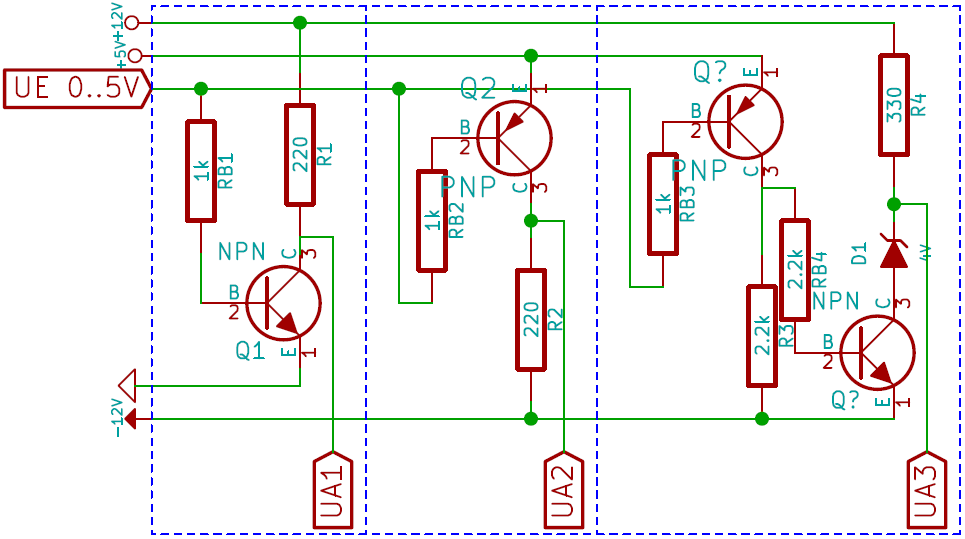 +12V
+5V
UE 0..5V
-12V
1k
RB1
220
R1
NPN
C
3
B
2
Q1
E
1
UA1
Q2
E
1
B
2
PNP
C
3
1k
RB2
220
R2
UA2
Q?
E
1
B
2
PNP
C
3
1k
RB3
2.2k
RB4
2.2k
R3
330
R4
D1
4V
NPN
C
3
B
2
Q?
E
1
UA3